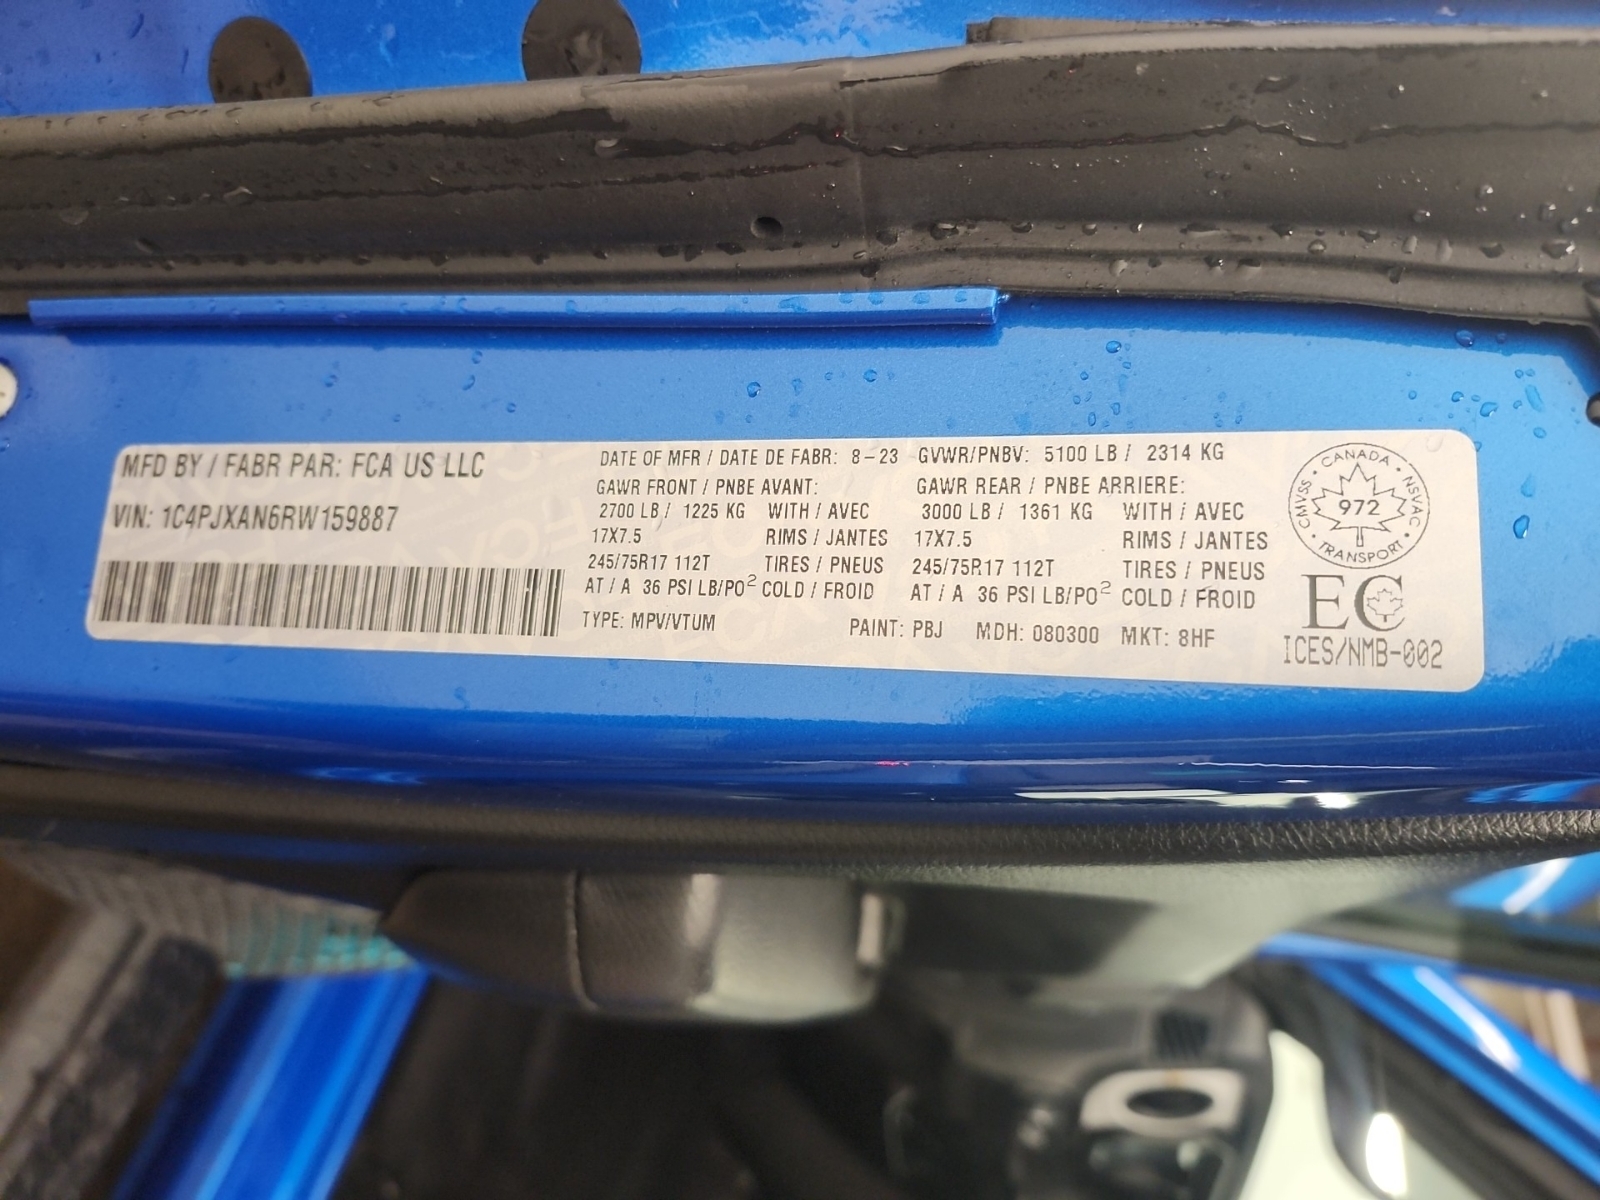 MFD BY / FABR PAR: FCA US LLC
VIN: 1C4PJXAN6RW159887
DATE OF MFR / DATE DE FABR: 8-23 GVWR/PNBV: 5100 LB / 2314 KG
GAWR FRONT / PNBE AVANT:
2700 LB / 1225 KG WITH / AVEC
17X7.5 RIMS / JANTES
245/75R17 112T TIRES / PNEUS
AT / A 36 PSI LB/PO² COLD / FROID
GAWR REAR / PNBE ARRIERE:
3000 LB / 1361 KG WITH / AVEC
17X7.5 RIMS / JANTES
245/75R17 112T TIRES / PNEUS
AT / A 36 PSI LB/PO² COLD / FROID
TYPE: MPV/VTUM PAINT: PBJ MDH: 080300 MKT: 8HF
CANADA
CMVSS · NSVAC
972
TRANSPORT
EC
ICES/NMB-002